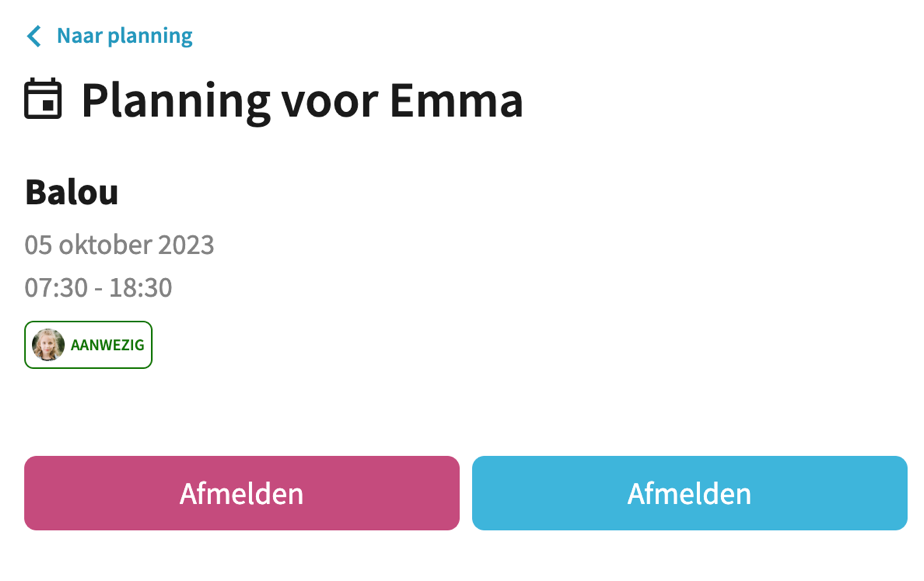 Naar planning
Planning voor Emma
Balou
05 oktober 2023
07:30 - 18:30
AANWEZIG
Afmelden Afmelden